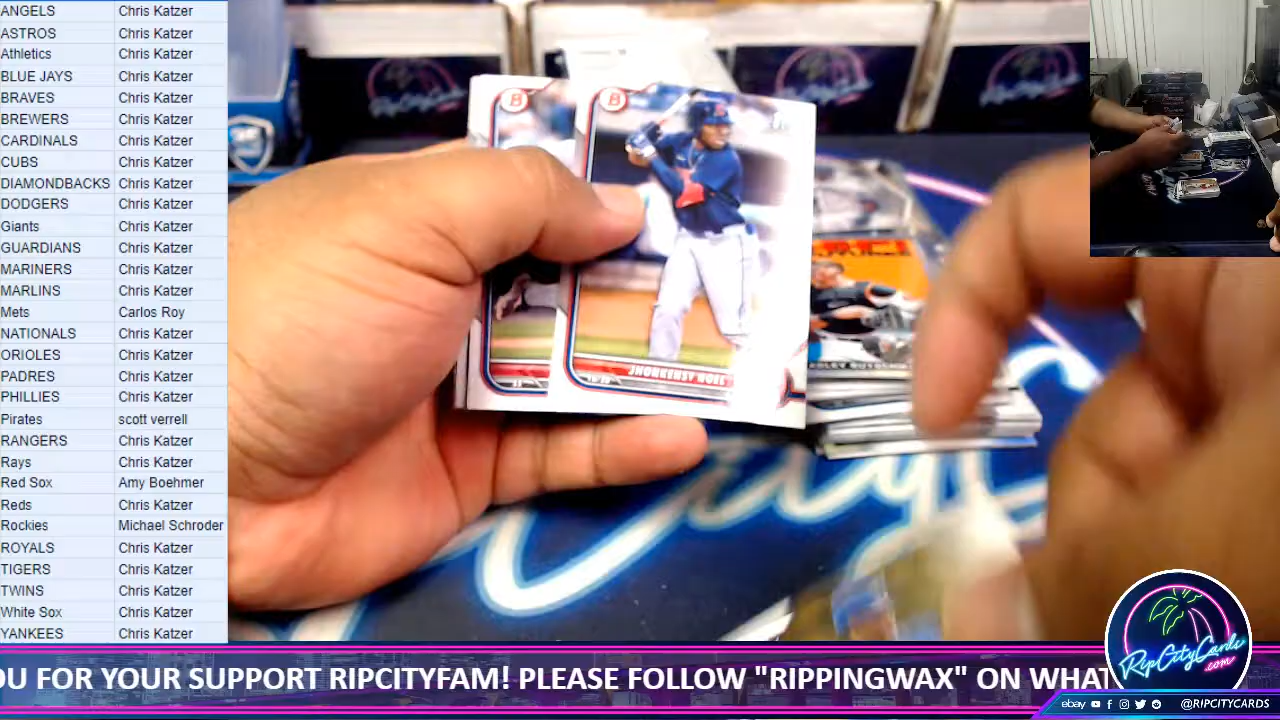 ANGELS Chris Katzer
ASTROS Chris Katzer
Athletics Chris Katzer
BLUE JAYS Chris Katzer
BRAVES Chris Katzer
BREWERS Chris Katzer
CARDINALS Chris Katzer
CUBS Chris Katzer
DIAMONDBACKS Chris Katzer
DODGERS Chris Katzer
Giants Chris Katzer
GUARDIANS Chris Katzer
MARINERS Chris Katzer
MARLINS Chris Katzer
Mets Carlos Roy
NATIONALS Chris Katzer
ORIOLES Chris Katzer
PADRES Chris Katzer
PHILLIES Chris Katzer
Pirates scott verrell
RANGERS Chris Katzer
Rays Chris Katzer
Red Sox Amy Boehmer
Reds Chris Katzer
Rockies Michael Schroder
ROYALS Chris Katzer
TIGERS Chris Katzer
TWINS Chris Katzer
White Sox Chris Katzer
YANKEES Chris Katzer
B
B
JHONKENSY NOEL
City
OU FOR YOUR SUPPORT RIPCITYFAM! PLEASE FOLLOW "RIPPINGWAX" ON WHAT
RipCityCards
.com
ebay @RIPCITYCARDS